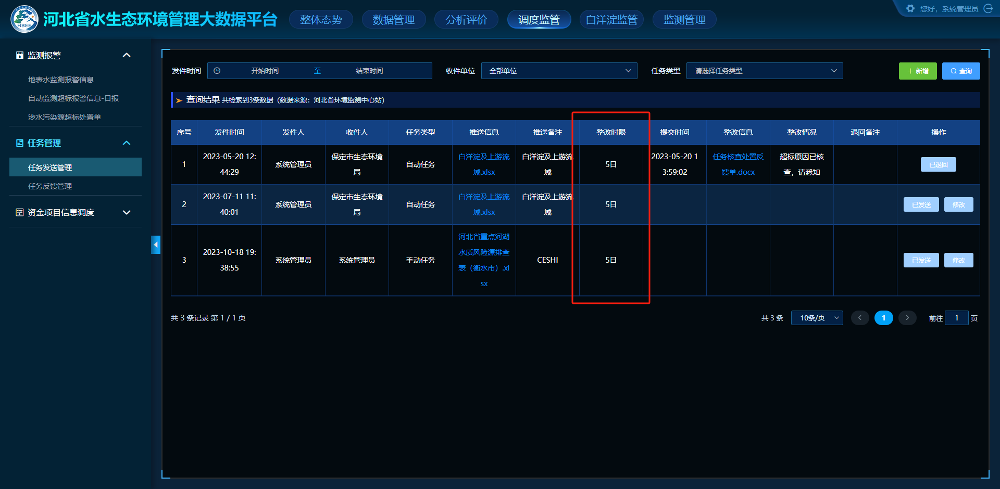 HBEE
河北省水生态环境管理大数据平台
整体态势
数据管理
分析评价
调度监管
白洋淀监管
监测管理
您好，系统管理员
监测报警
地表水监测报警信息
自动监测超标报警信息-日报
涉水污染源超标处置单
任务管理
任务发送管理
任务反馈管理
资金项目信息调度
发件时间
开始时间
至
结束时间
收件单位
全部单位
任务类型
请选择任务类型
新增
查询
查询结果 共检索到3条数据（数据来源：河北省环境监测中心站）
序号
发件时间
发件人
收件人
任务类型
推送信息
推送备注
整改时限
提交时间
整改信息
整改情况
退回备注
操作
1
2023-05-20 12:
44:29
系统管理员
保定市生态环境
局
自动任务
白洋淀及上游流
域.xlsx
白洋淀及上游流
域
5日
2023-05-20 1
3:59:02
任务核查处置反
馈单.docx
超标原因已核
查，请悉知
已退回
2
2023-07-11 11:
40:01
系统管理员
保定市生态环境
局
自动任务
白洋淀及上游流
域.xlsx
白洋淀及上游流
域
5日
已发送
修改
3
2023-10-18 19:
38:55
系统管理员
系统管理员
手动任务
河北省重点河湖
水质风险源排查
表（衡水市）.xl
sx
CESHI
5日
已发送
修改
共 3 条记录 第 1 / 1 页
共 3 条
10条/页
1
前往
1
页